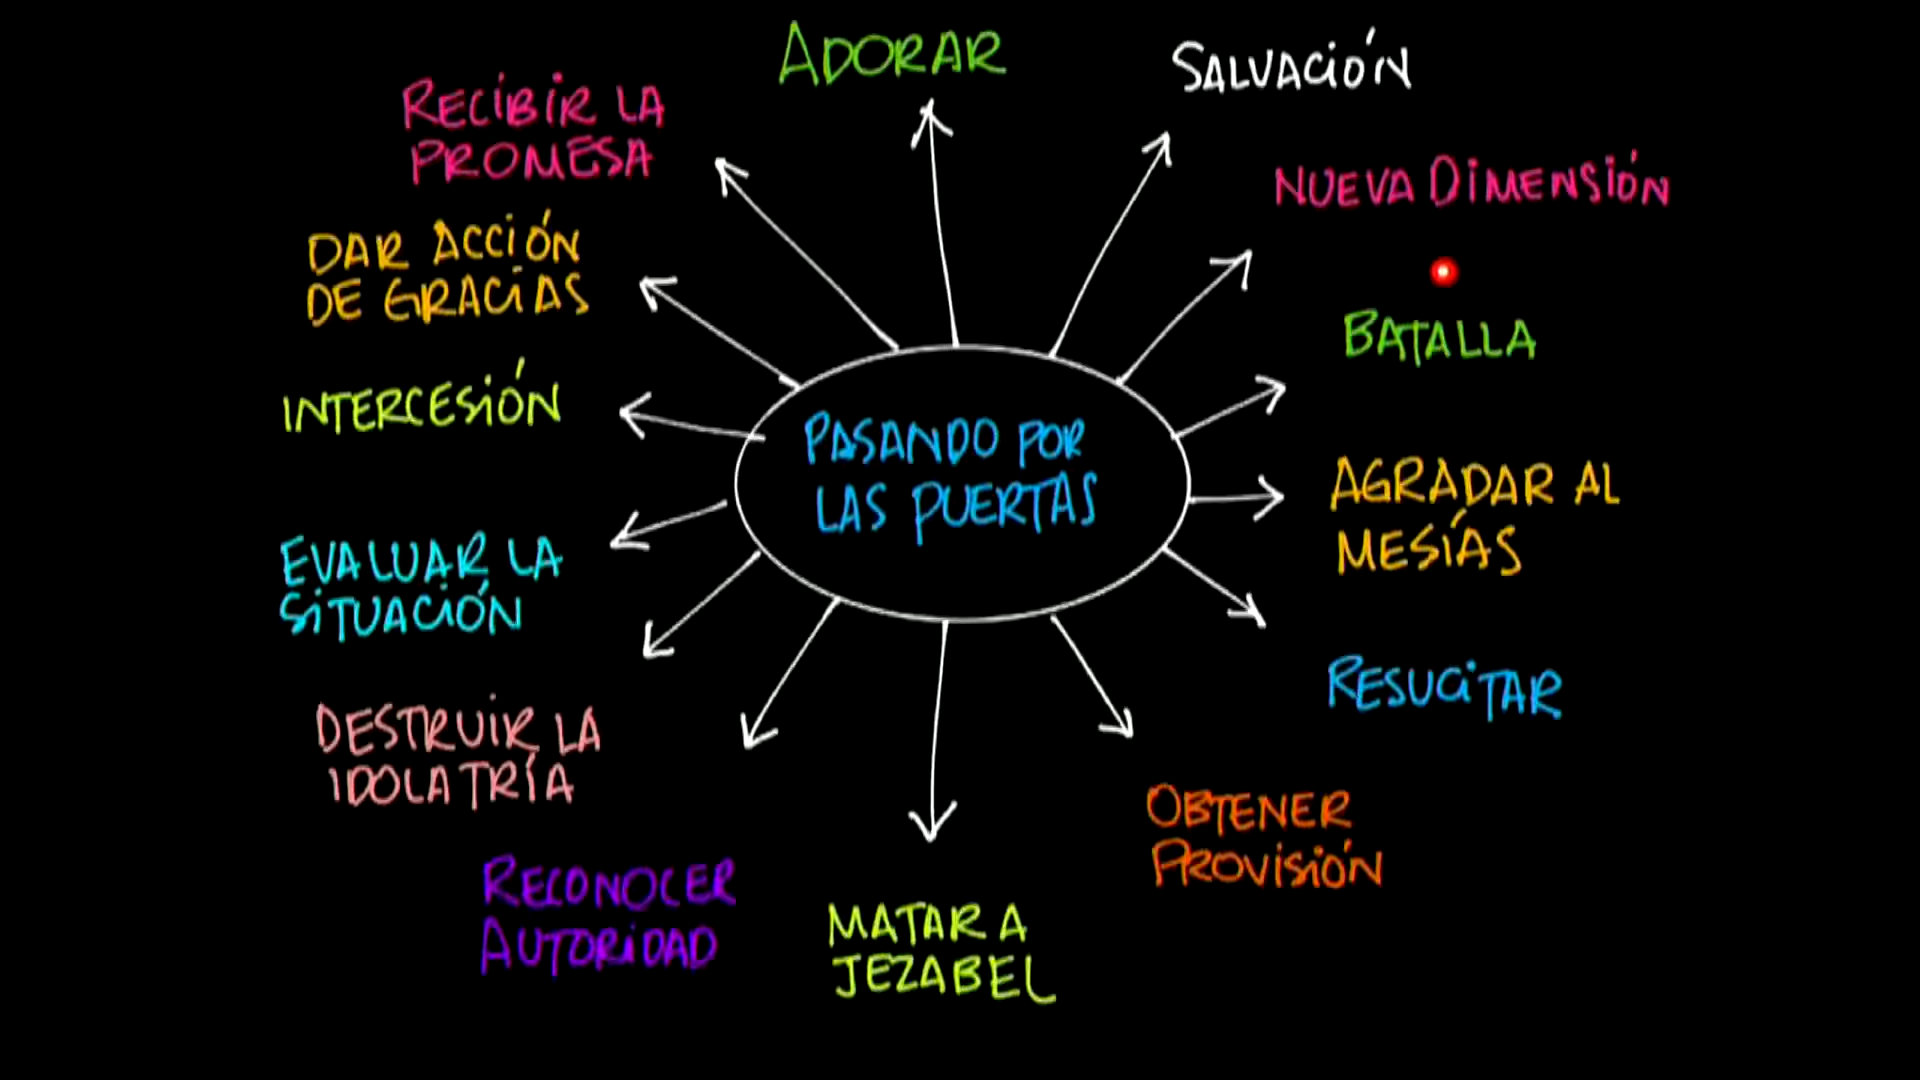 ADORAR
SALVACIÓN
NUEVA DIMENSIÓN
BATALLA
AGRADAR AL
MESÍAS
RESUCITAR
OBTENER
PROVISIÓN
MATAR A
JEZABEL
RECONOCER
AUTORIDAD
DESTRUIR LA
IDOLATRÍA
EVALUAR LA
SITUACIÓN
INTERCESIÓN
DAR ACCIÓN
DE GRACIAS
RECIBIR LA
PROMESA
PASANDO POR
LAS PUERTAS